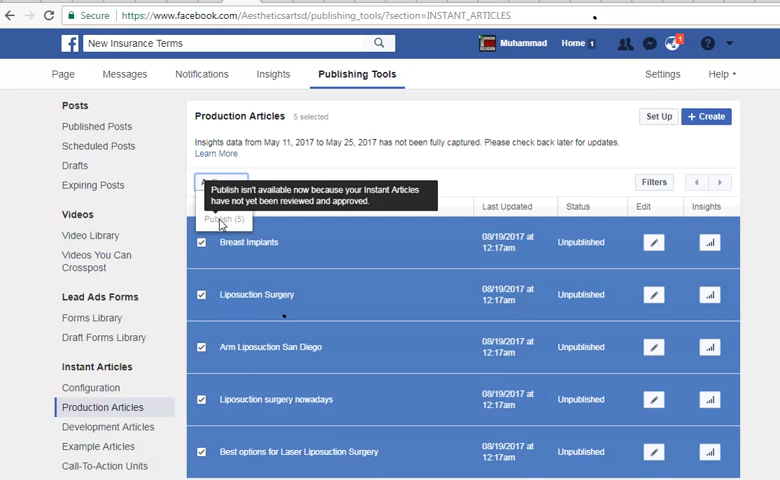 Secure https://www.facebook.com/Aestheticsartsd/publishing_tools/?section=INSTANT_ARTICLES
New Insurance Terms
Muhammad Home 1
1
Page Messages Notifications Insights Publishing Tools Settings Help
Posts
Published Posts
Scheduled Posts
Drafts
Expiring Posts
Videos
Video Library
Videos You Can
Crosspost
Lead Ads Forms
Forms Library
Draft Forms Library
Instant Articles
Configuration
Production Articles
Development Articles
Example Articles
Call-To-Action Units
Production Articles 5 selected
Set Up + Create
Insights data from May 11, 2017 to May 25, 2017 has not been fully captured. Please check back later for updates.
Learn More
Publish isn't available now because your Instant Articles
have not yet been reviewed and approved.
Filters
Publish (5)
Last Updated Status Edit Insights
Breast Implants 08/19/2017 at Unpublished
12:17am
Liposuction Surgery 08/19/2017 at Unpublished
12:17am
Arm Liposuction San Diego 08/19/2017 at Unpublished
12:17am
Liposuction surgery nowadays 08/19/2017 at Unpublished
12:17am
Best options for Laser Liposuction Surgery 08/19/2017 at Unpublished
12:17am